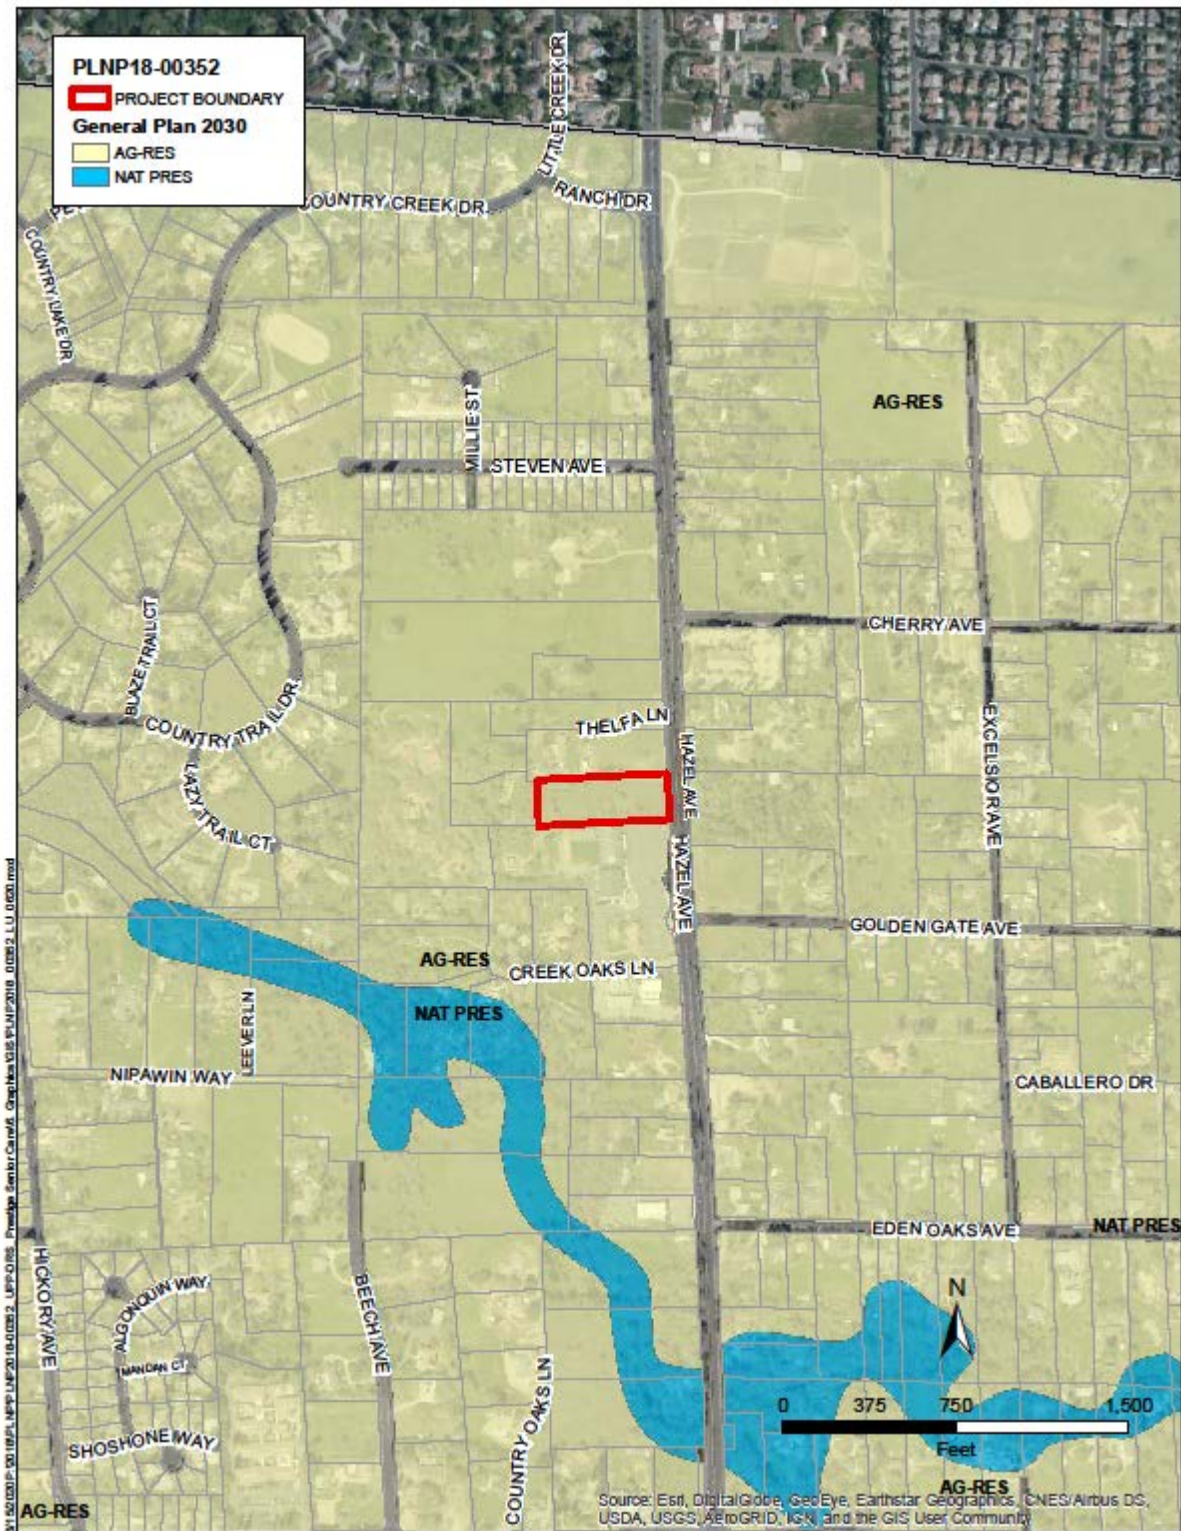 PLNP18-00352
PROJECT BOUNDARY
General Plan 2030
AG-RES
NAT PRES
LITTLE CREEK DR
RANCH DR
COUNTRY CREEK DR
COUNTRY LAKE DR
AG-RES
MILLIE ST
STEVEN AVE
CHERRY AVE
BLAZE TRAIL CT
COUNTRY TRAIL DR
THELFA LN
HAZEL AVE
EXCELSIOR AVE
LAZY TRAIL CT
HAZEL AVE
GOLDEN GATE AVE
AG-RES
CREEK OAKS LN
NAT PRES
LEEVER LN
NIPAWIN WAY
CABALLERO DR
EDEN OAKS AVE
NAT PRES
HICKORY AVE
ALGONQUIN WAY
BEECH AVE
MANDAN CT
COUNTRY OAKS LN
SHOSHONE WAY
N
0 375 750 1,500
Feet
AG-RES
AG-RES
Source: Esri, DigitalGlobe, GeoEye, Earthstar Geographics, CNES/Airbus DS,
USDA, USGS, AeroGRID, IGN, and the GIS User Community